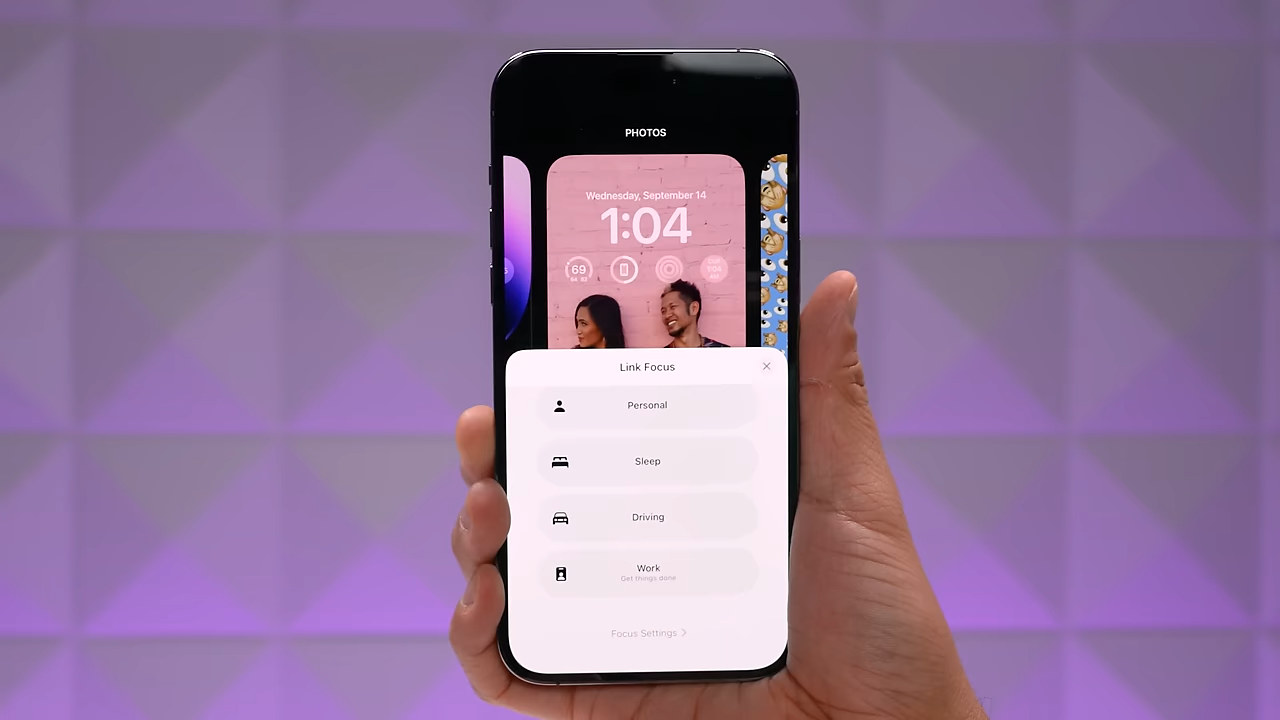 PHOTOS
Wednesday, September 14
1:04
69
Link Focus
Personal
Sleep
Driving
Work
Get things done
Focus Settings